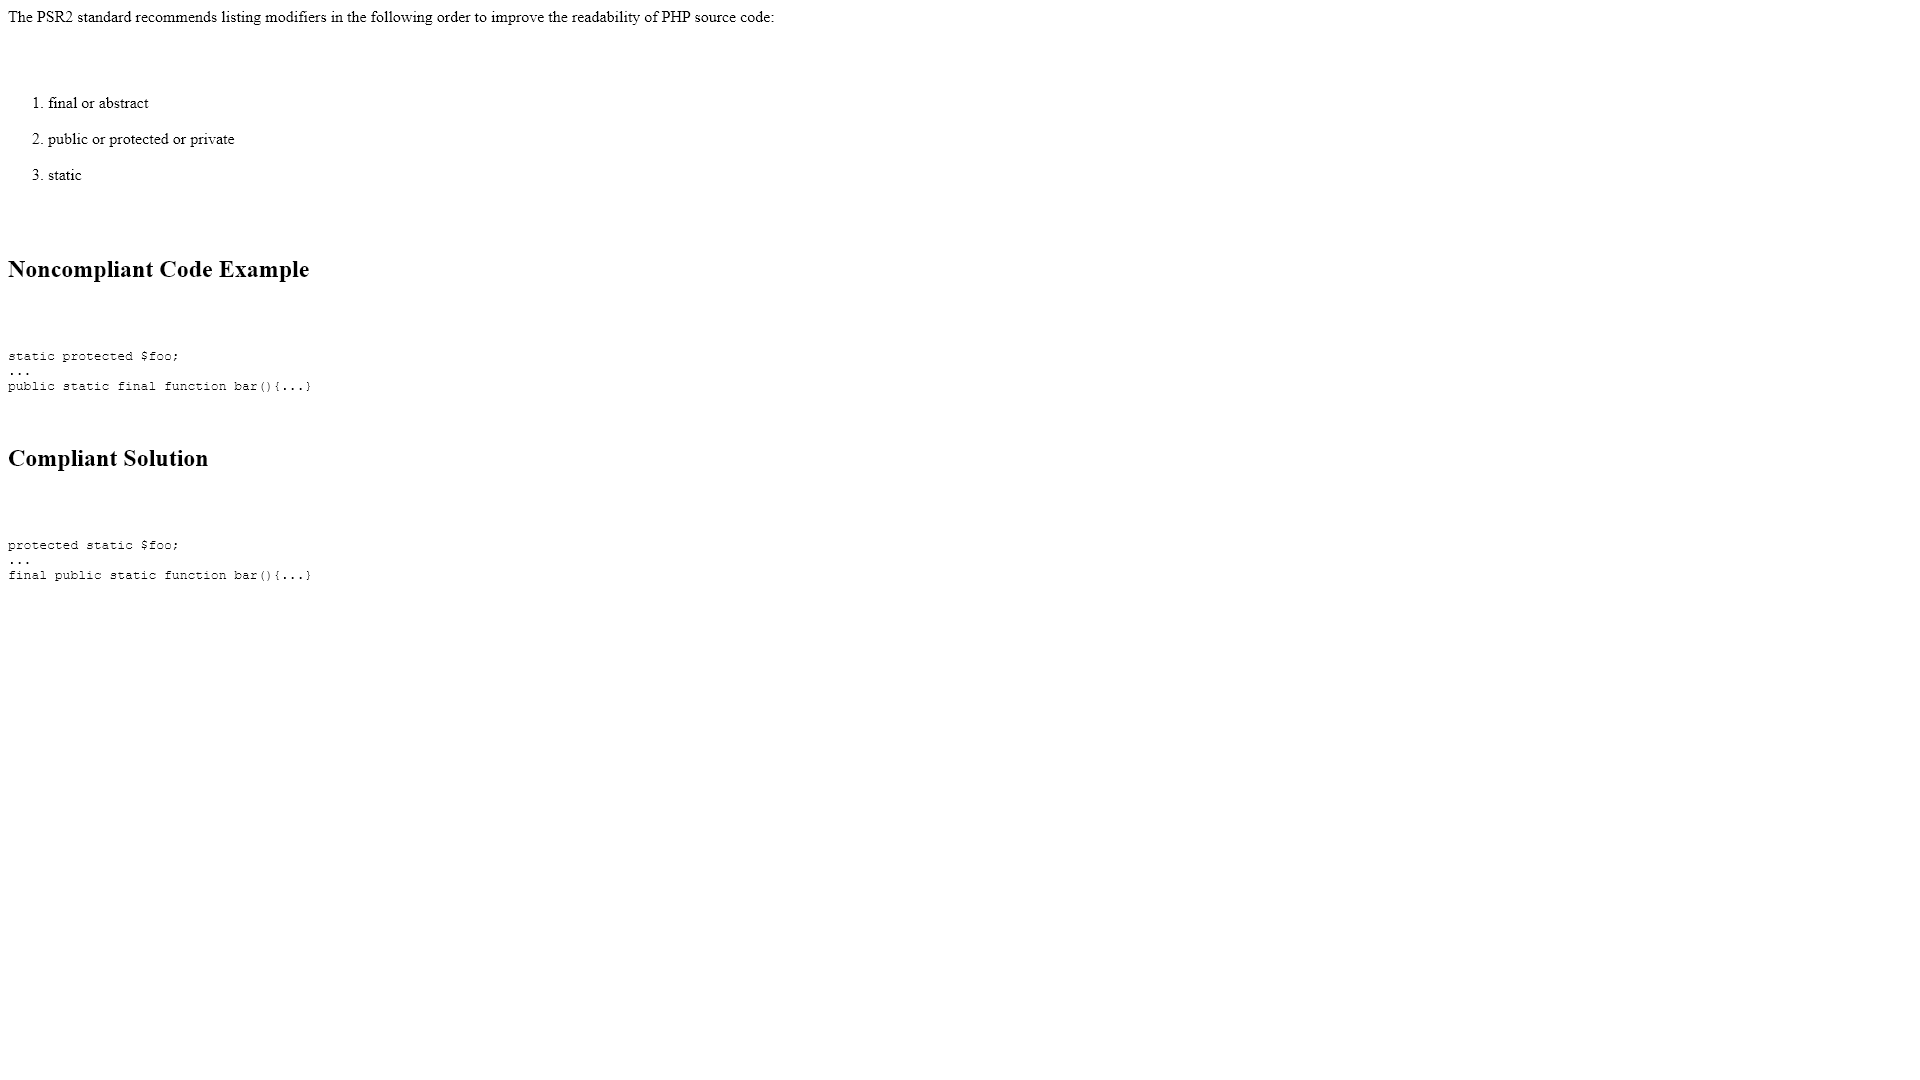 The PSR2 standard recommends listing modifiers in the following order to improve the readability of PHP source code:
1. final or abstract
2. public or protected or private
3. static
Noncompliant Code Example
static protected $foo;
...
public static final function bar(){...}
Compliant Solution
protected static $foo;
...
final public static function bar(){...}